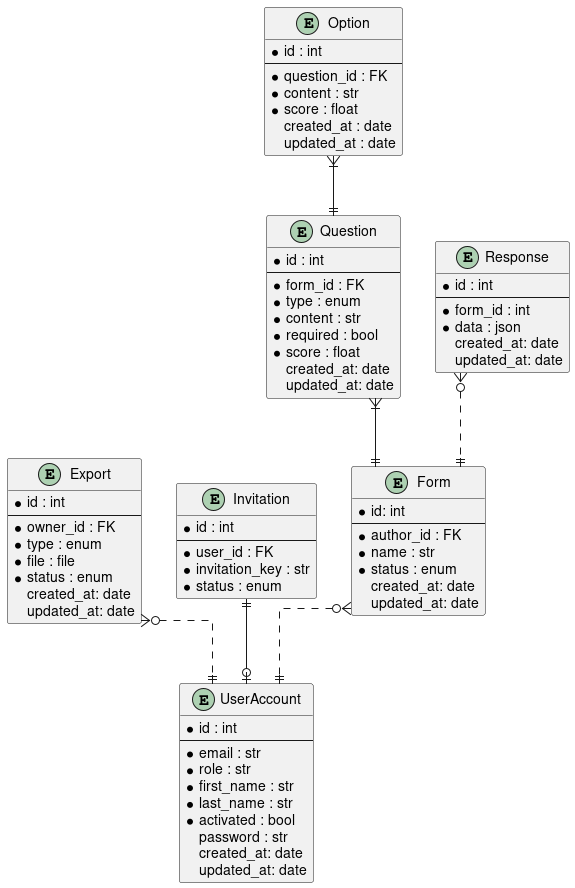 E Option
id : int
question_id : FK
content : str
score : float
created_at : date
updated_at : date
E Question
id : int
form_id : FK
type : enum
content : str
required : bool
score : float
created_at: date
updated_at: date
E Response
id : int
form_id : int
data : json
created_at: date
updated_at: date
E Export
id : int
owner_id : FK
type : enum
file : file
status : enum
created_at: date
updated_at: date
E Invitation
id : int
user_id : FK
invitation_key : str
status : enum
E Form
id: int
author_id : FK
name : str
status : enum
created_at: date
updated_at: date
E UserAccount
id : int
email : str
role : str
first_name : str
last_name : str
activated : bool
password : str
created_at: date
updated_at: date